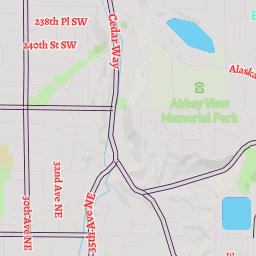 238th Pl SW
240th St SW
Cedar Way
Alaska
Abbey View
Memorial Park
32nd Ave NE
30th Ave NE
35th Ave NE